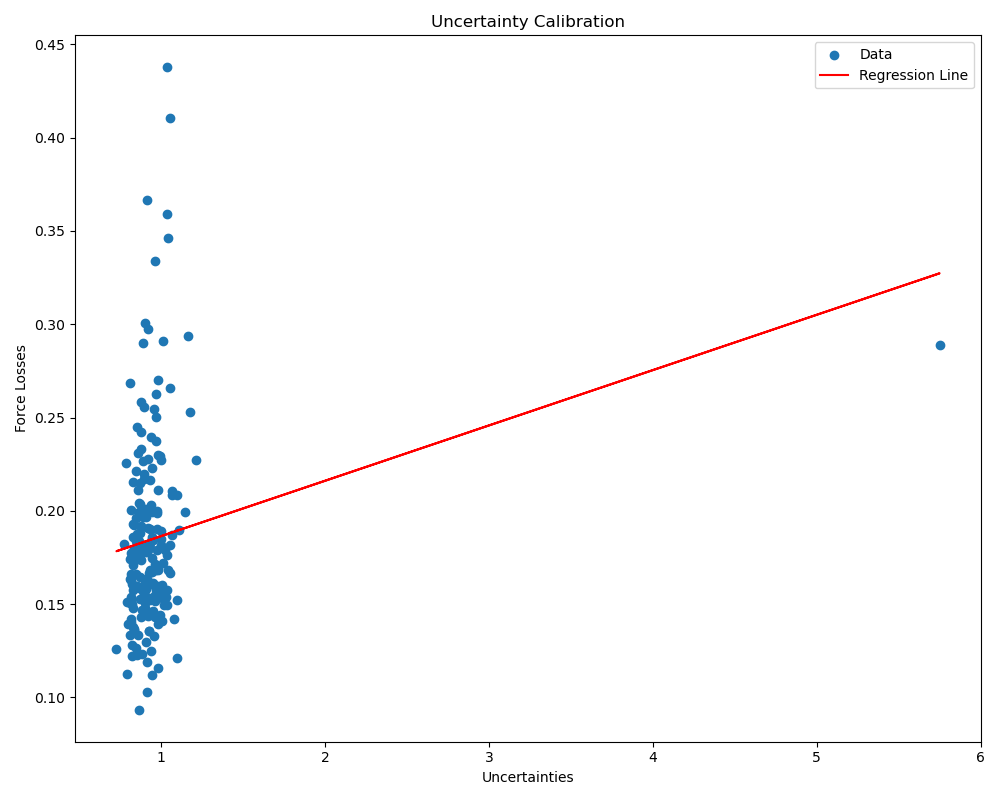 Uncertainty Calibration
Data
Regression Line
Force Losses
0.45
0.40
0.35
0.30
0.25
0.20
0.15
0.10
1
2
3
4
5
6
Uncertainties